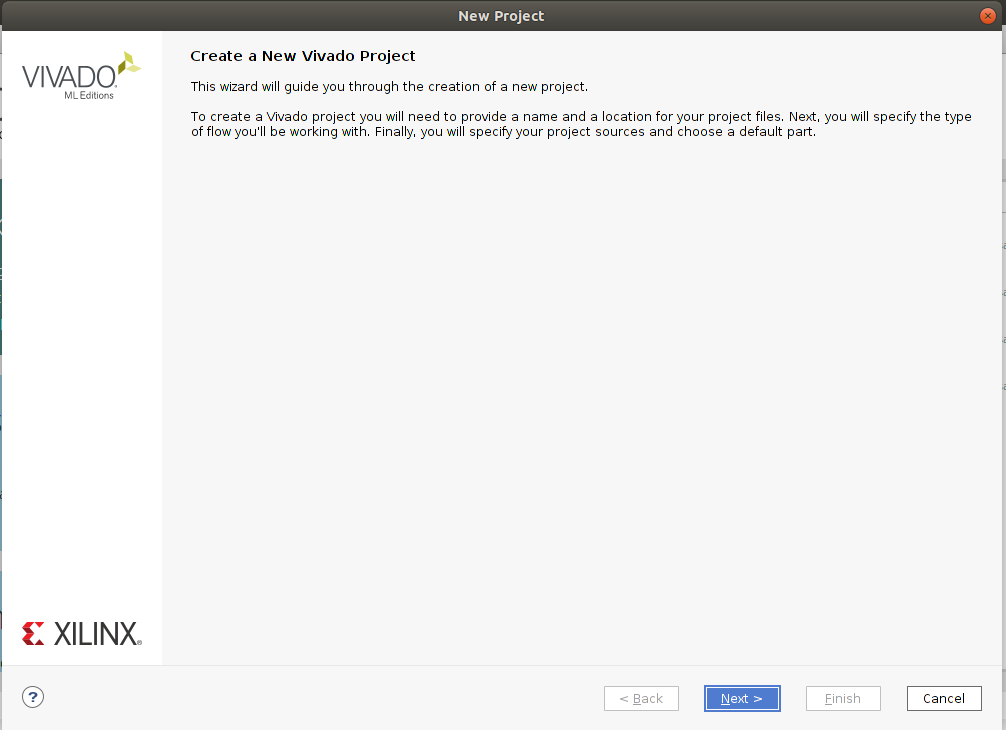 New Project
VIVADO
ML Editions
Create a New Vivado Project
This wizard will guide you through the creation of a new project.
To create a Vivado project you will need to provide a name and a location for your project files. Next, you will specify the type
of flow you'll be working with. Finally, you will specify your project sources and choose a default part.
XILINX
?
< Back
Next >
Finish
Cancel